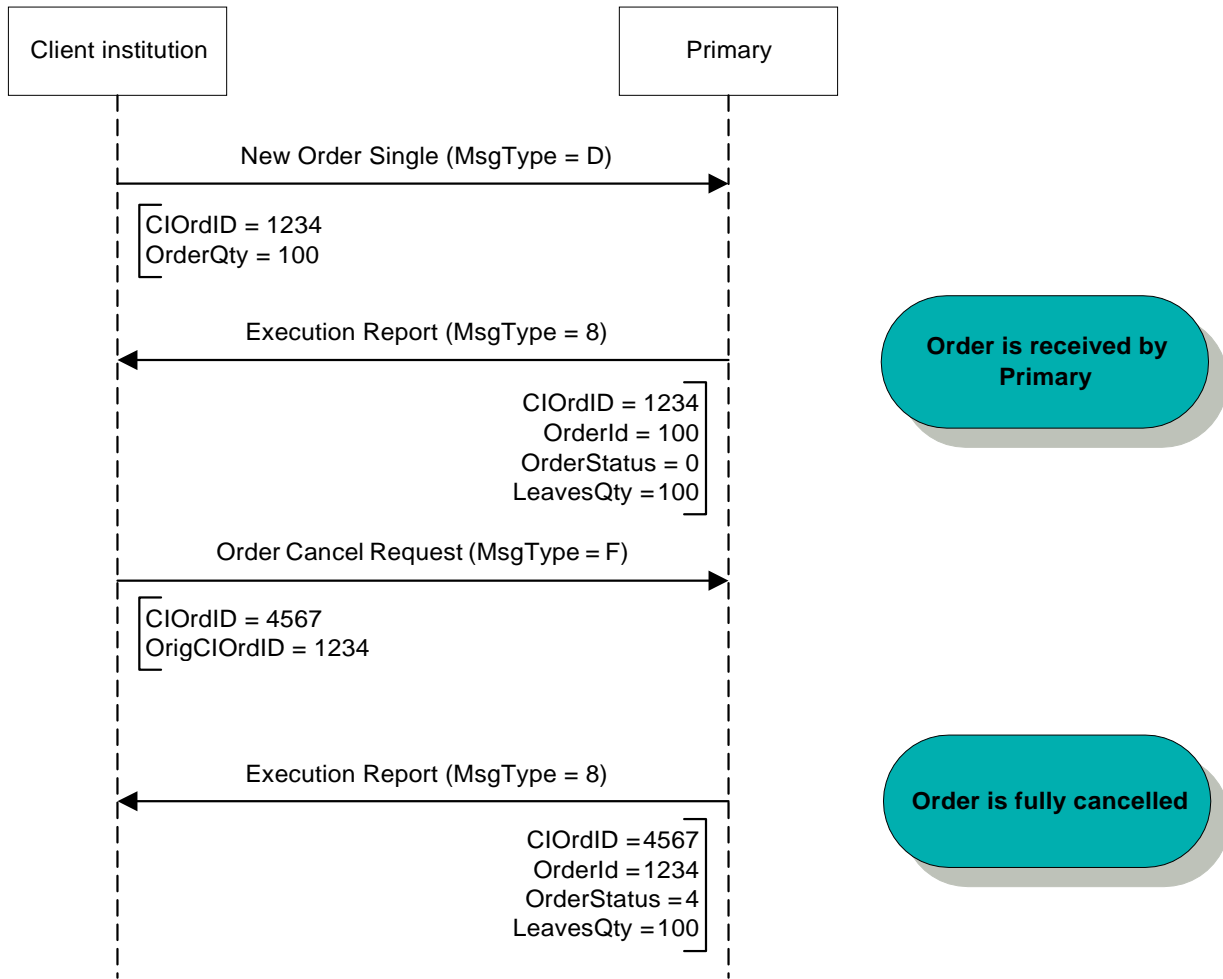 Client institution
Primary
New Order Single (MsgType = D)
ClOrdID = 1234
OrderQty = 100
Execution Report (MsgType = 8)
Order is received by
Primary
ClOrdID = 1234
OrderId = 100
OrderStatus = 0
LeavesQty =100
Order Cancel Request (MsgType = F)
ClOrdID = 4567
OrigClOrdID = 1234
Execution Report (MsgType = 8)
Order is fully cancelled
ClOrdID =4567
OrderId =1234
OrderStatus =4
LeavesQty =100